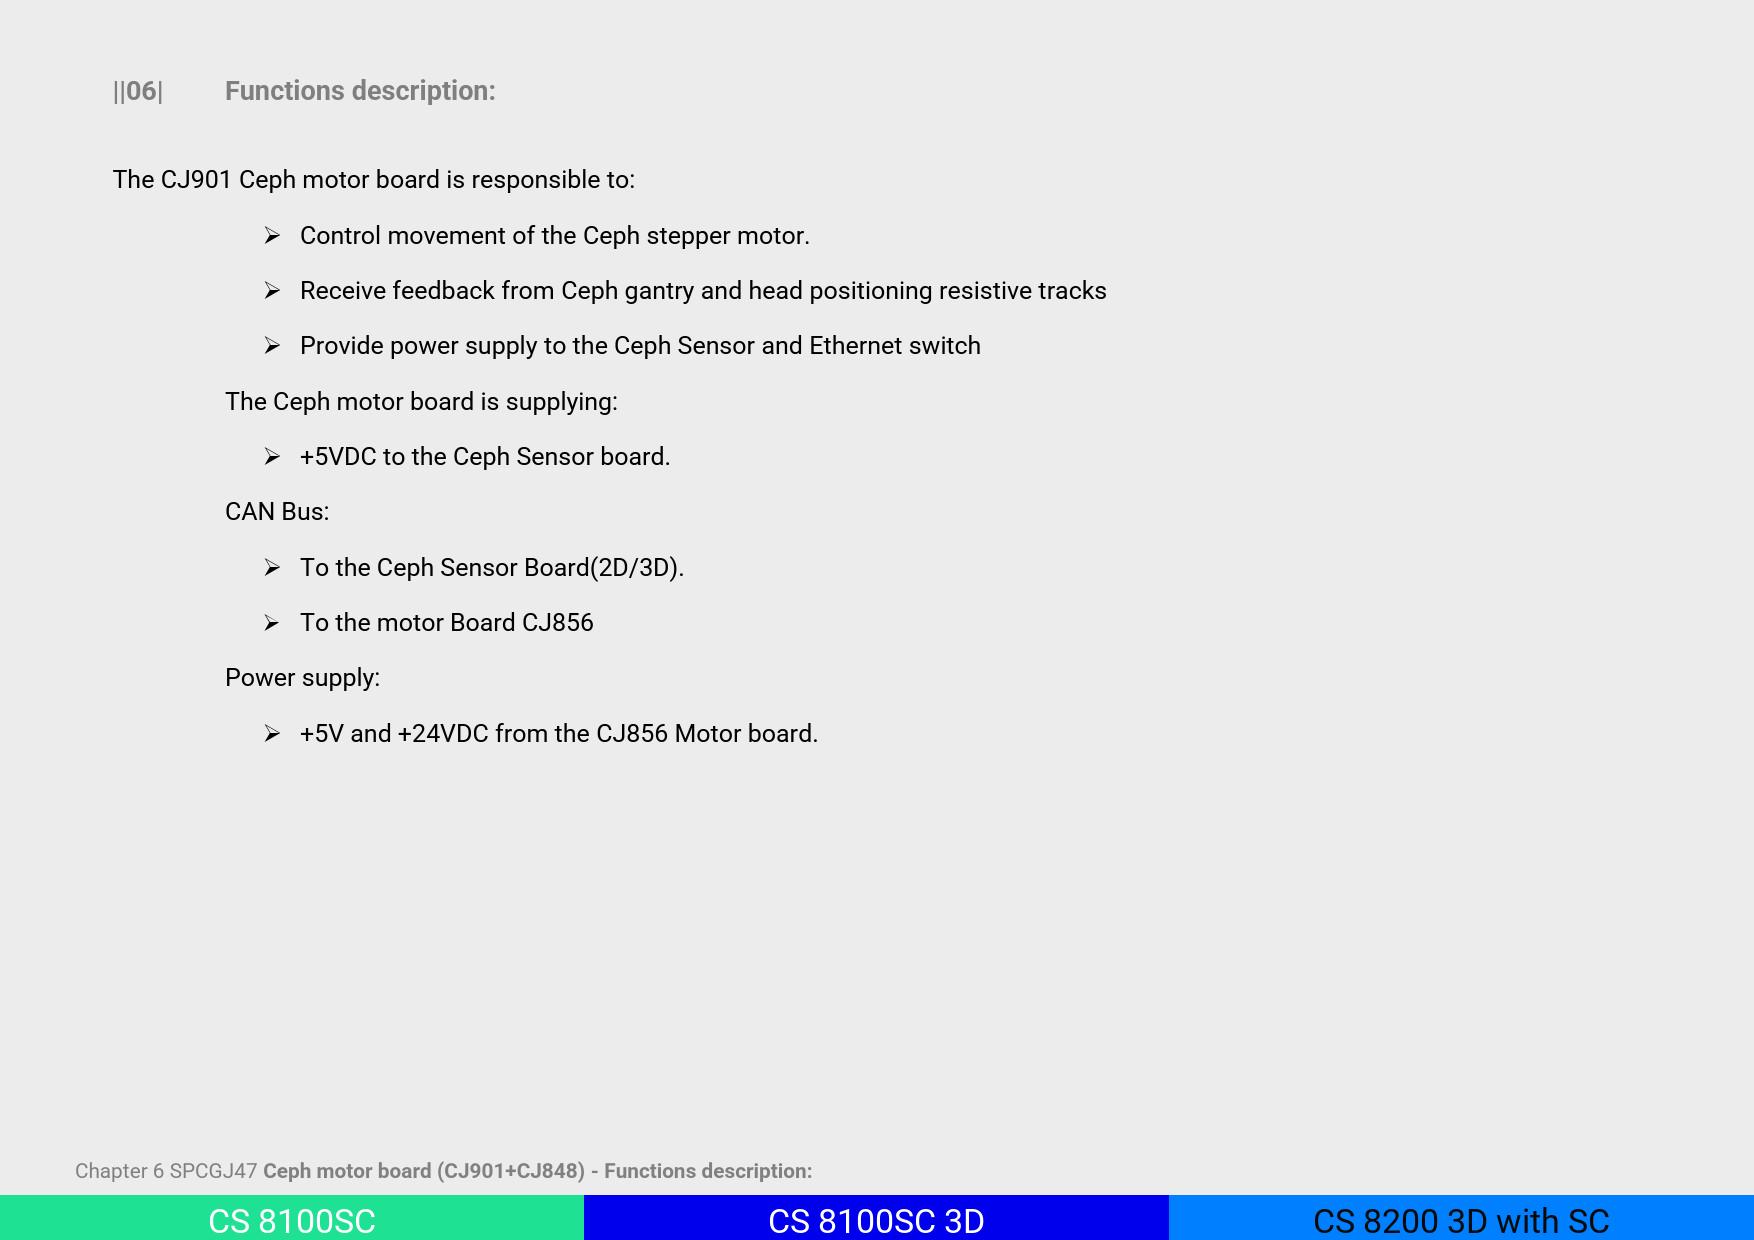 ||06| Functions description:
The CJ901 Ceph motor board is responsible to:
➢ Control movement of the Ceph stepper motor.
➢ Receive feedback from Ceph gantry and head positioning resistive tracks
➢ Provide power supply to the Ceph Sensor and Ethernet switch
The Ceph motor board is supplying:
➢ +5VDC to the Ceph Sensor board.
CAN Bus:
➢ To the Ceph Sensor Board(2D/3D).
➢ To the motor Board CJ856
Power supply:
➢ +5V and +24VDC from the CJ856 Motor board.
Chapter 6 SPCGJ47 Ceph motor board (CJ901+CJ848) - Functions description:
CS 8100SC CS 8100SC 3D CS 8200 3D with SC